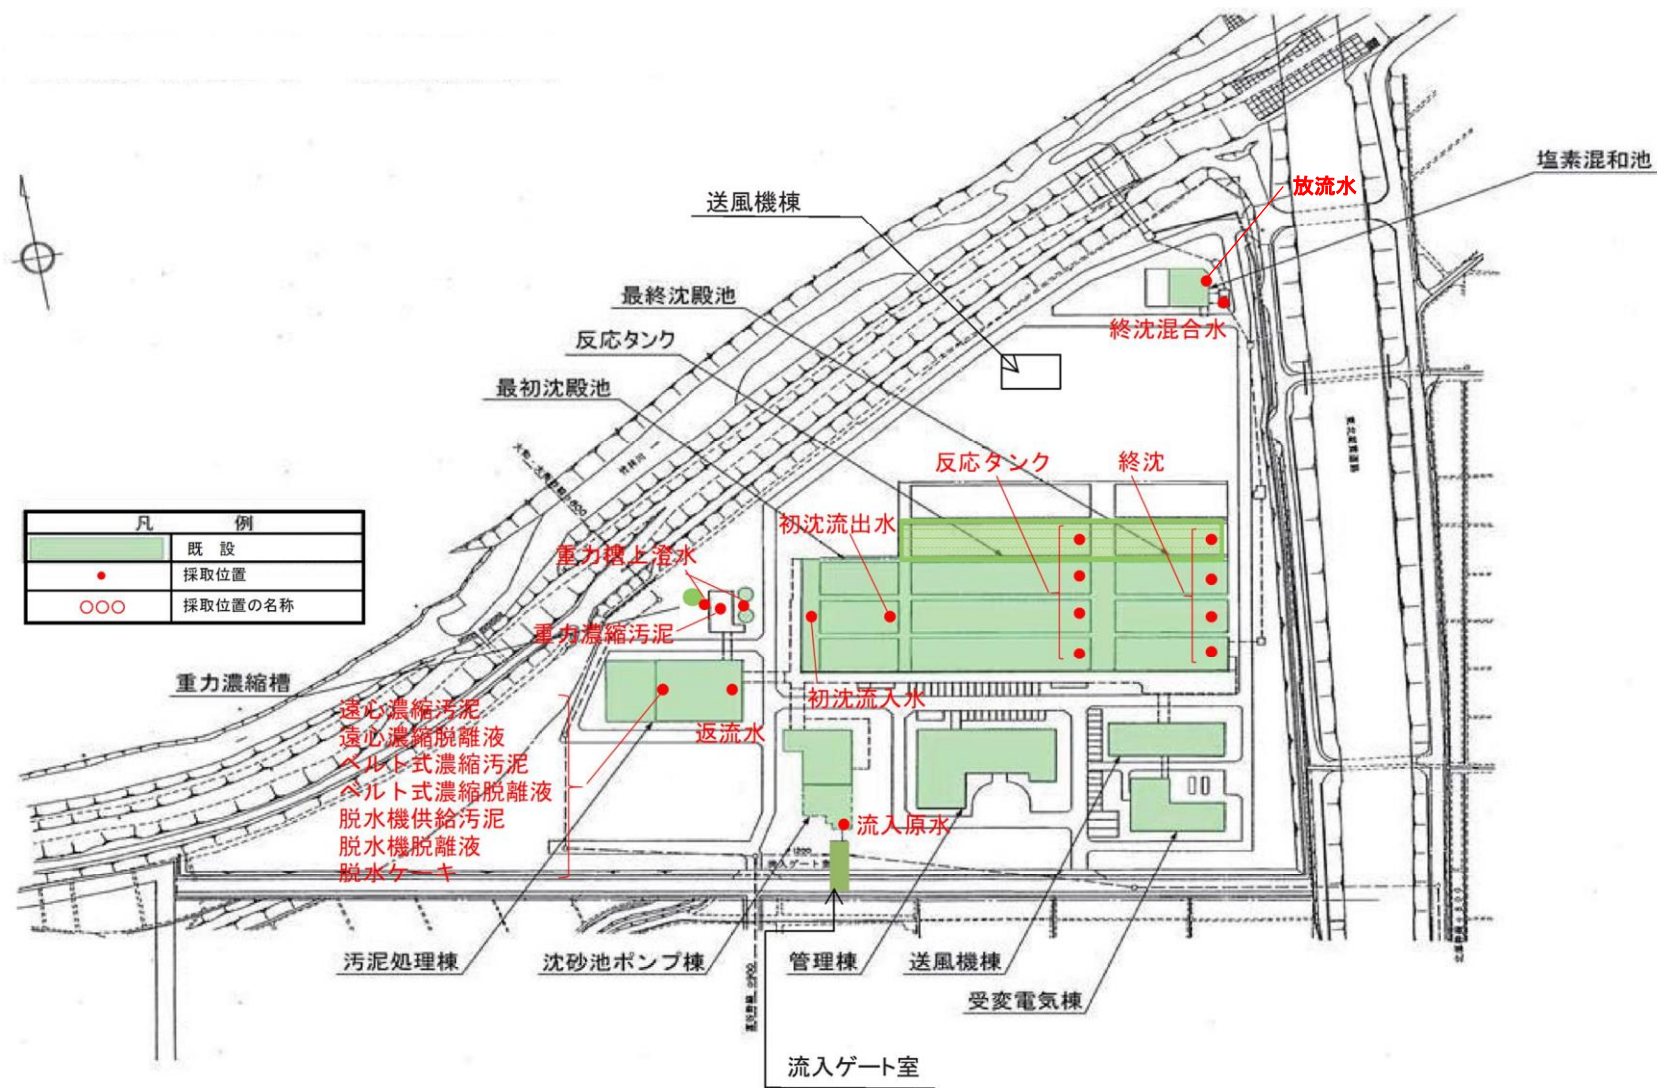 塩素混和池
放流水
送風機棟
最終沈殿池
終沈混合水
反応タンク
最初沈殿池
反応タンク
終沈
凡 例
既 設
採取位置
○○○ 採取位置の名称
初沈流出水
重力槽上澄水
重力濃縮汚泥
重力濃縮槽
初沈流入水
遠心濃縮汚泥
遠心濃縮脱離液
ベルト式濃縮汚泥
ベルト式濃縮脱離液
脱水機供給汚泥
脱水機脱離液
脱水ケーキ
返流水
流入原水
汚泥処理棟
沈砂池ポンプ棟
管理棟
送風機棟
受変電気棟
流入ゲート室